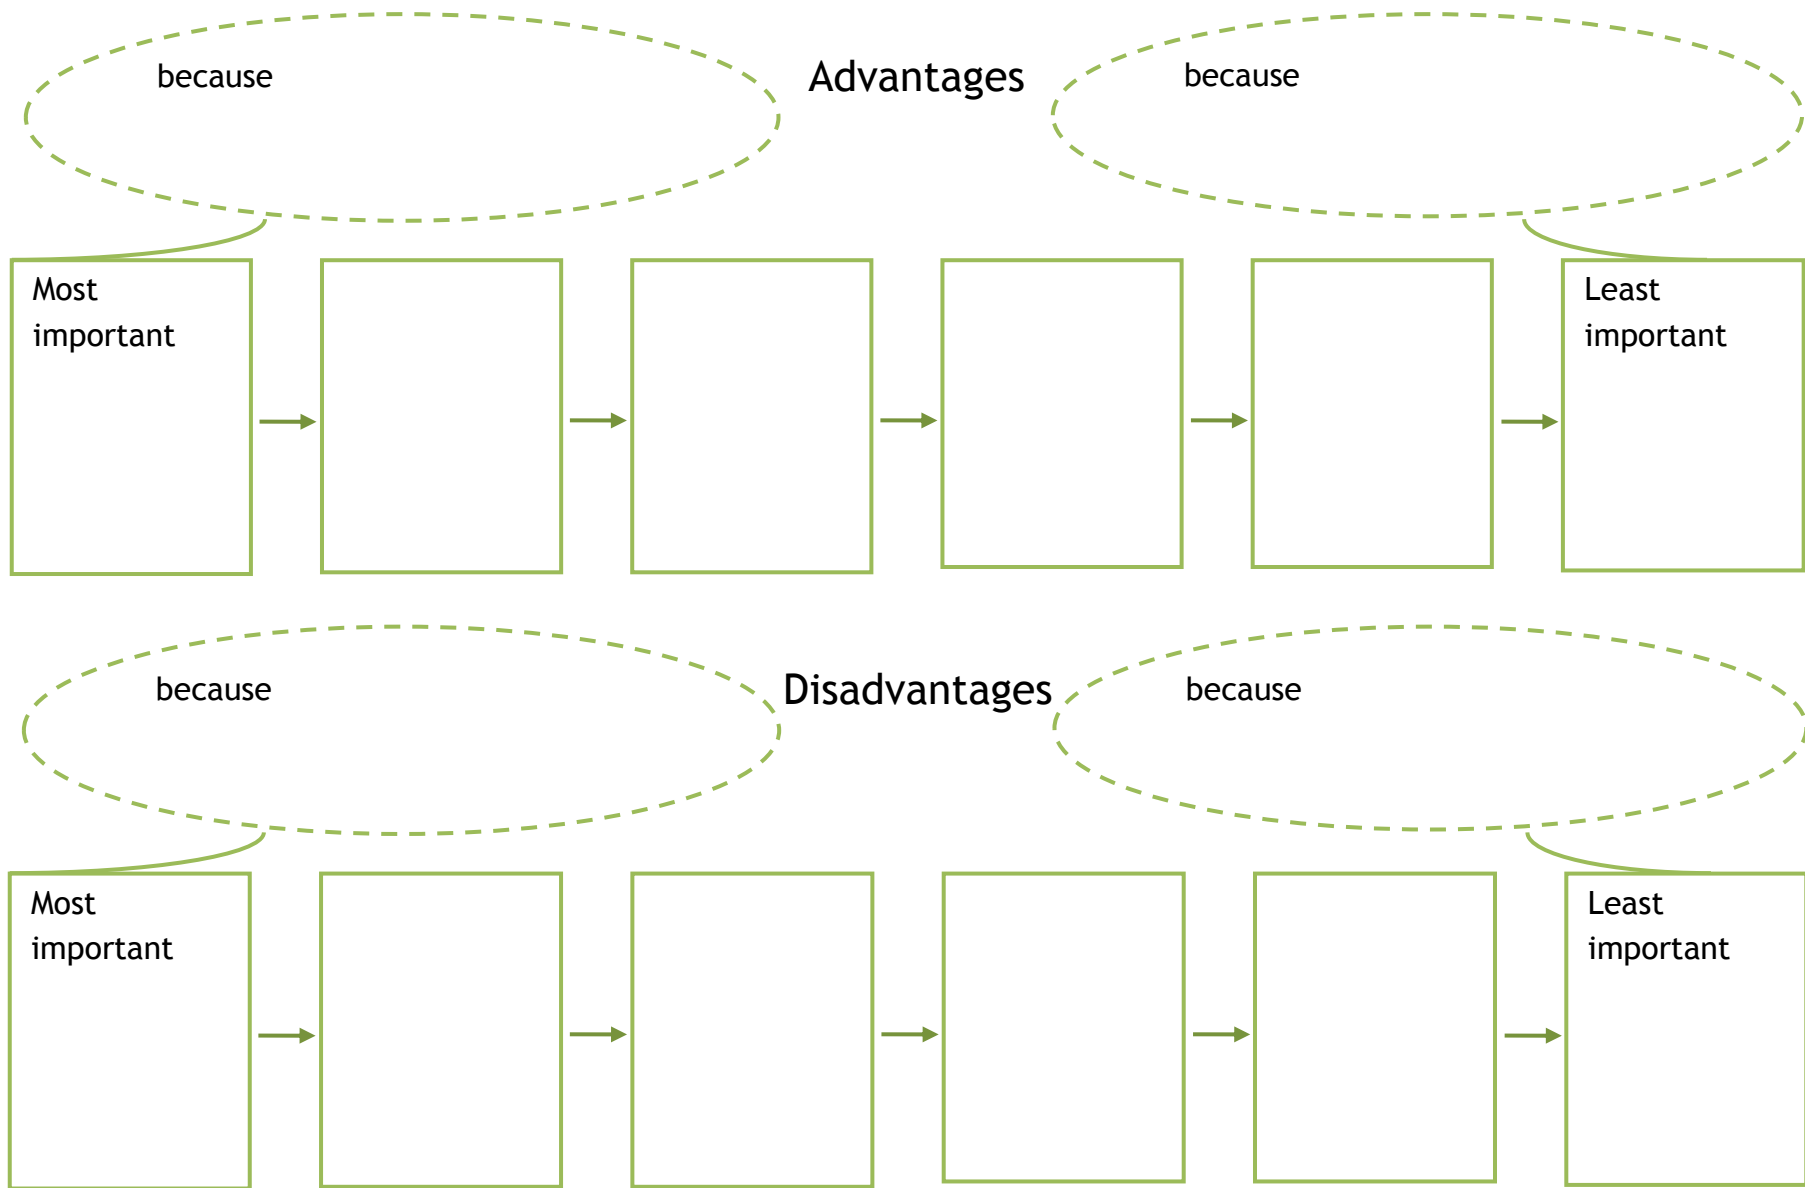 because
Advantages
because
Most
important
Least
important
because
Disadvantages
because
Most
important
Least
important